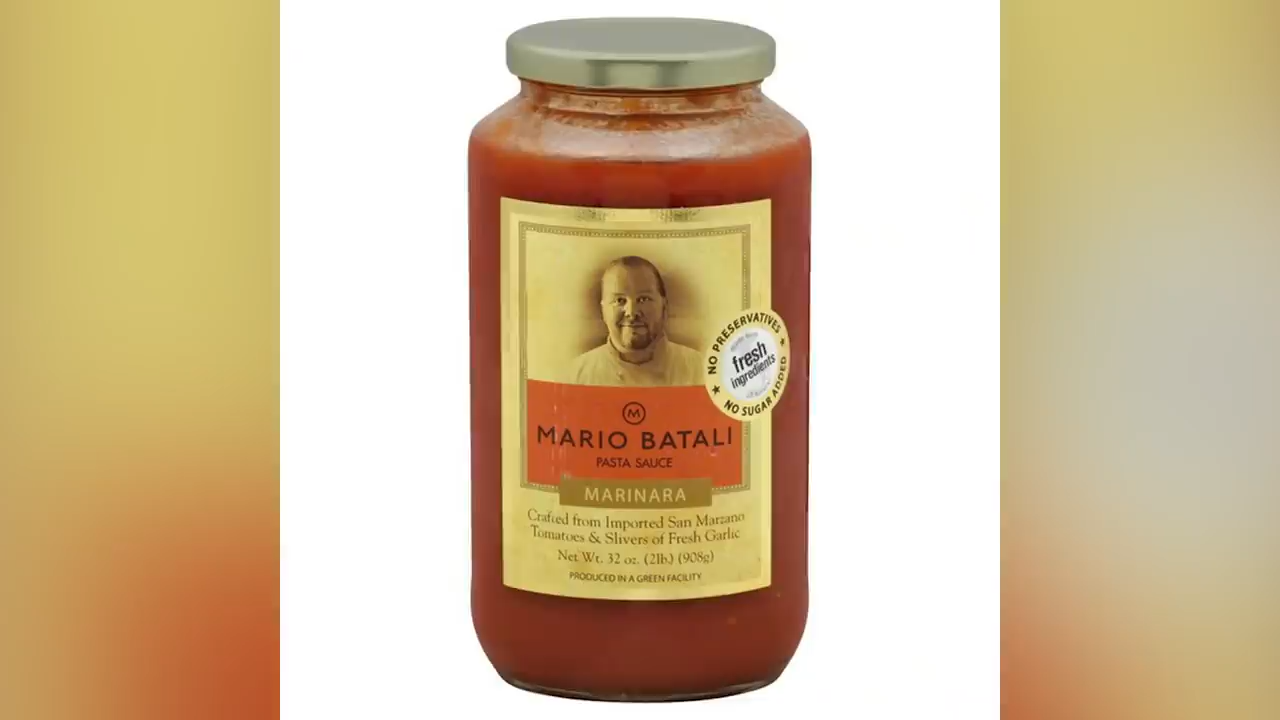 NO PRESERVATIVES
fresh
ingredients
NO SUGAR ADDED
M
MARIO BATALI
PASTA SAUCE
MARINARA
Crafted from Imported San Marzano
Tomatoes & Slivers of Fresh Garlic
Net Wt. 32 oz. (2lb.) (908g)
PRODUCED IN A GREEN FACILITY